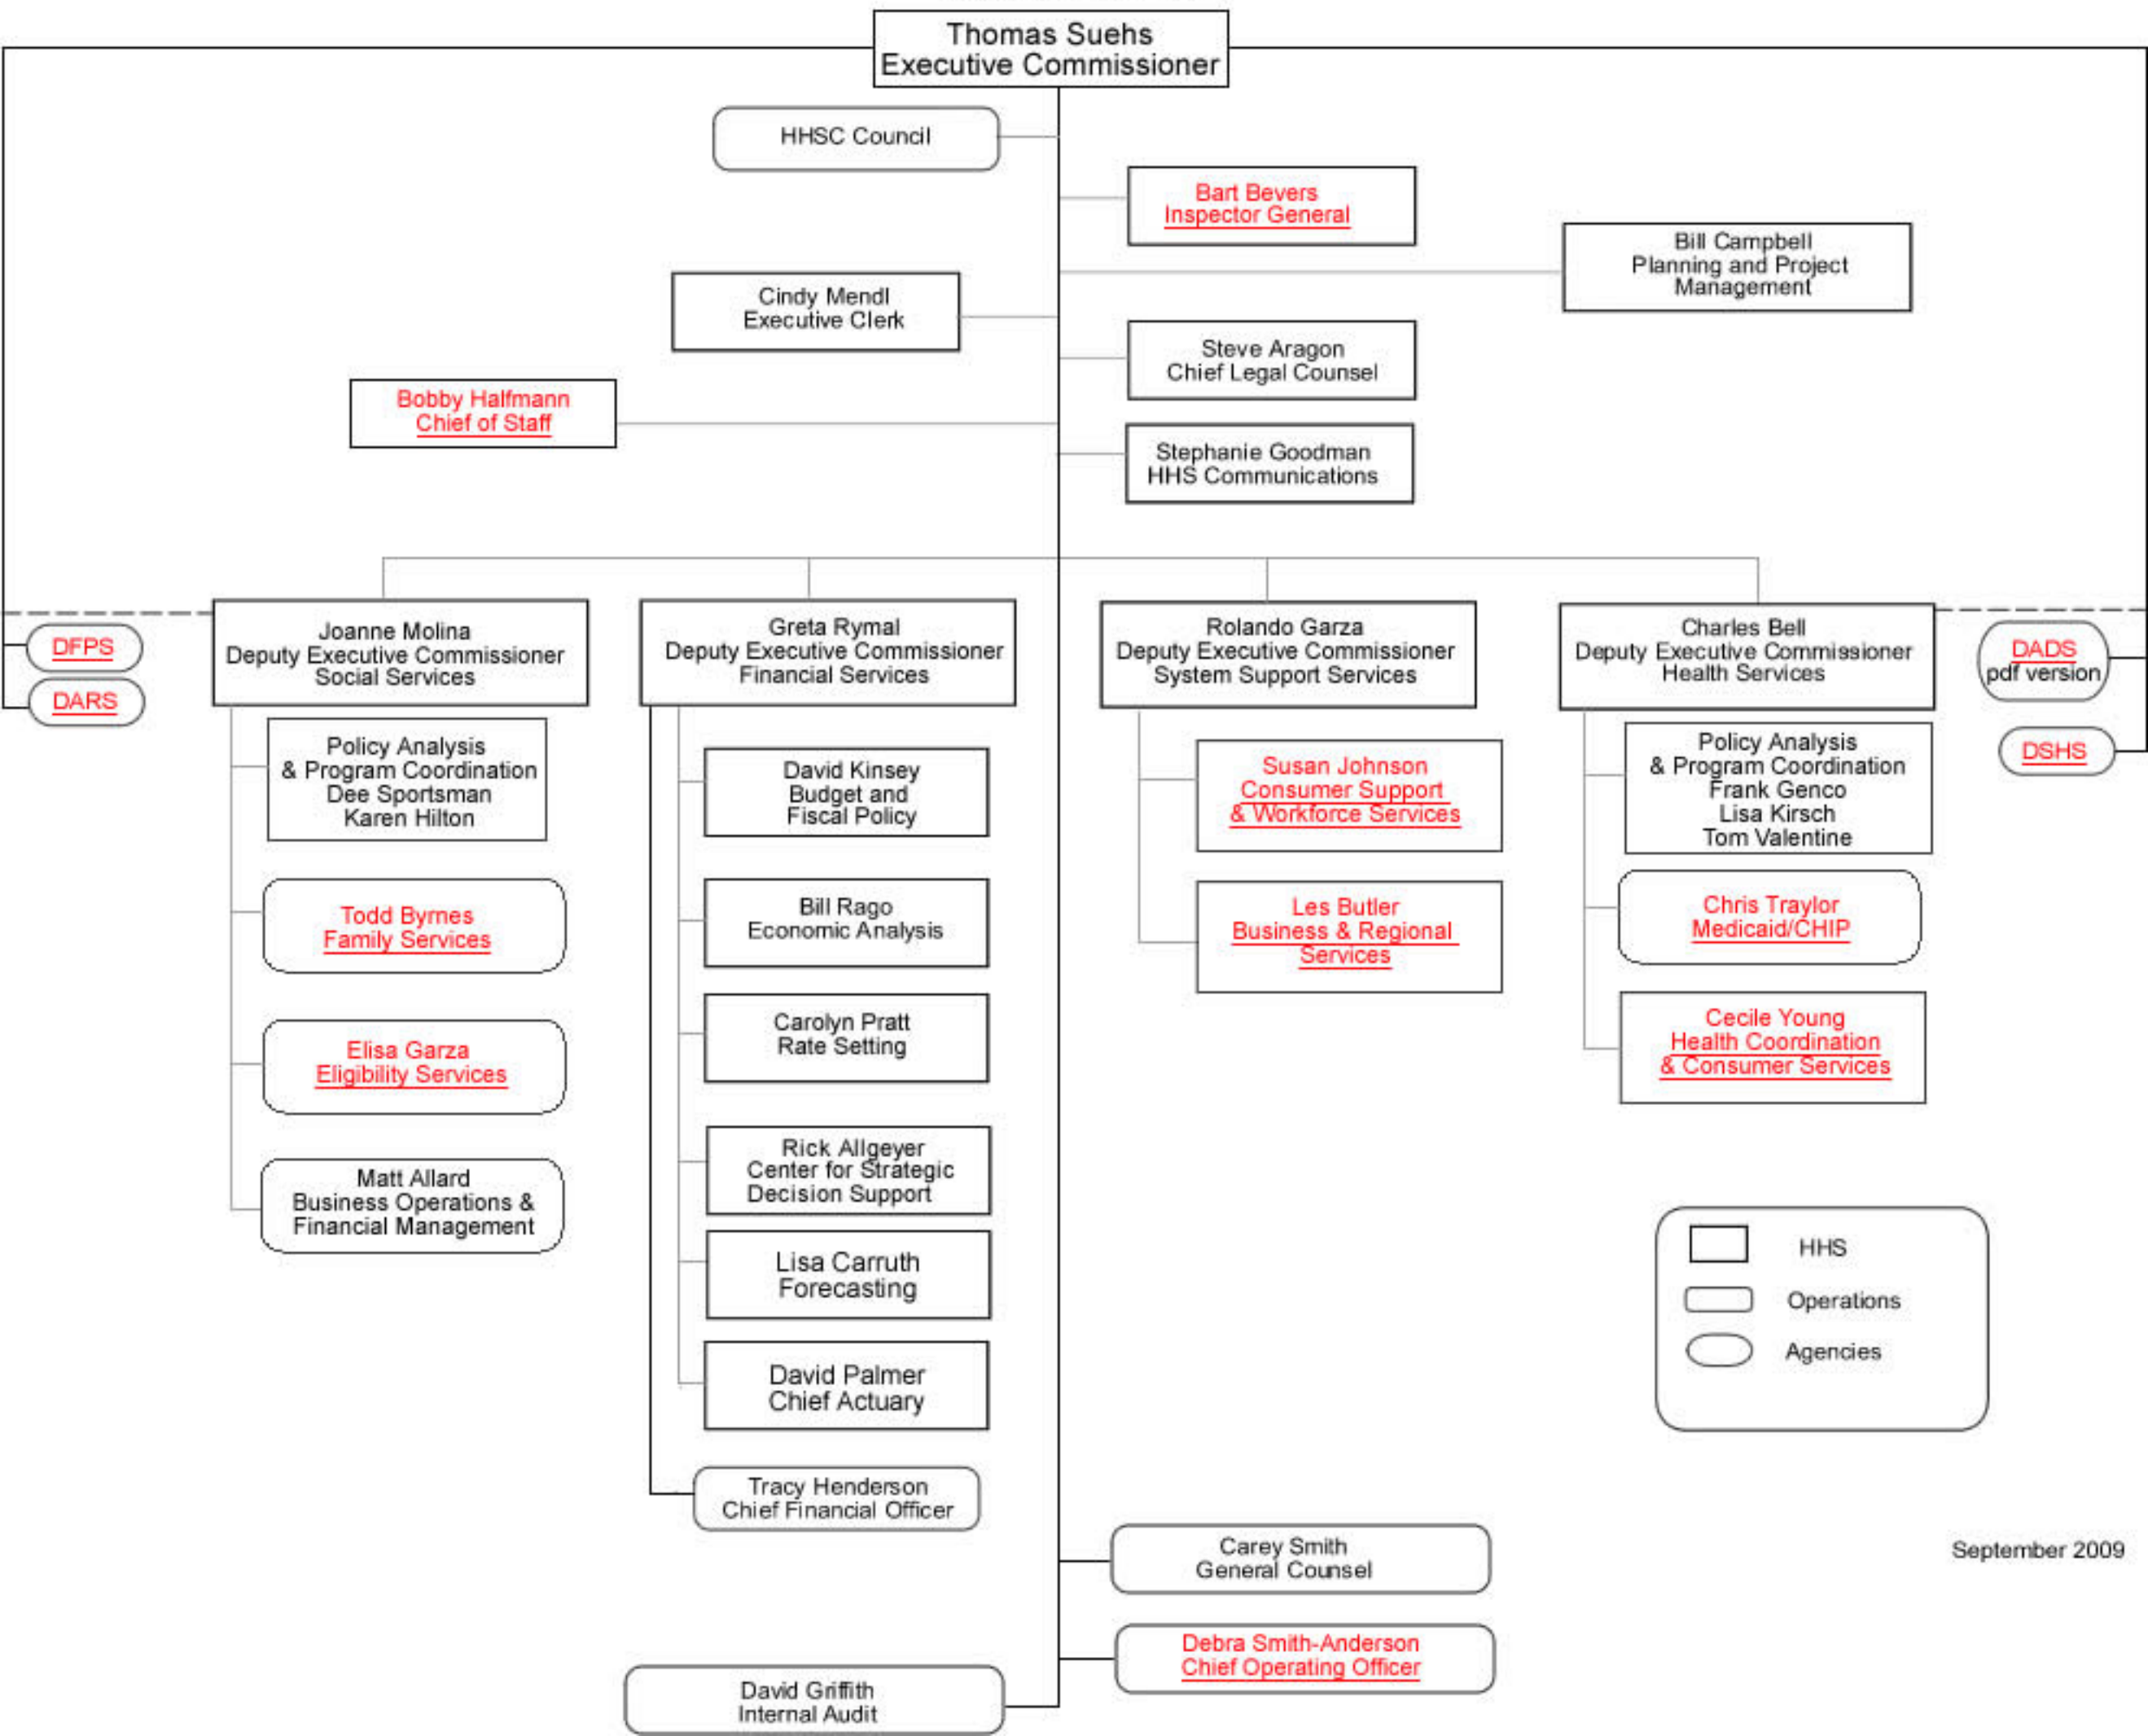 Thomas Suehs
Executive Commissioner
HHSC Council
Bart Bevers
Inspector General
Bill Campbell
Planning and Project
Management
Cindy Mendl
Executive Clerk
Steve Aragon
Chief Legal Counsel
Bobby Halfmann
Chief of Staff
Stephanie Goodman
HHS Communications
DFPS
DARS
Joanne Molina
Deputy Executive Commissioner
Social Services
Policy Analysis
& Program Coordination
Dee Sportsman
Karen Hilton
Todd Byrnes
Family Services
Elisa Garza
Eligibility Services
Matt Allard
Business Operations &
Financial Management
Greta Rymal
Deputy Executive Commissioner
Financial Services
David Kinsey
Budget and
Fiscal Policy
Bill Rago
Economic Analysis
Carolyn Pratt
Rate Setting
Rick Allgeyer
Center for Strategic
Decision Support
Lisa Carruth
Forecasting
David Palmer
Chief Actuary
Tracy Henderson
Chief Financial Officer
Rolando Garza
Deputy Executive Commissioner
System Support Services
Susan Johnson
Consumer Support
& Workforce Services
Les Butler
Business & Regional
Services
Charles Bell
Deputy Executive Commissioner
Health Services
Policy Analysis
& Program Coordination
Frank Genco
Lisa Kirsch
Tom Valentine
Chris Traylor
Medicaid/CHIP
Cecile Young
Health Coordination
& Consumer Services
DADS
pdf version
DSHS
HHS
Operations
Agencies
Carey Smith
General Counsel
Debra Smith-Anderson
Chief Operating Officer
David Griffith
Internal Audit
September 2009